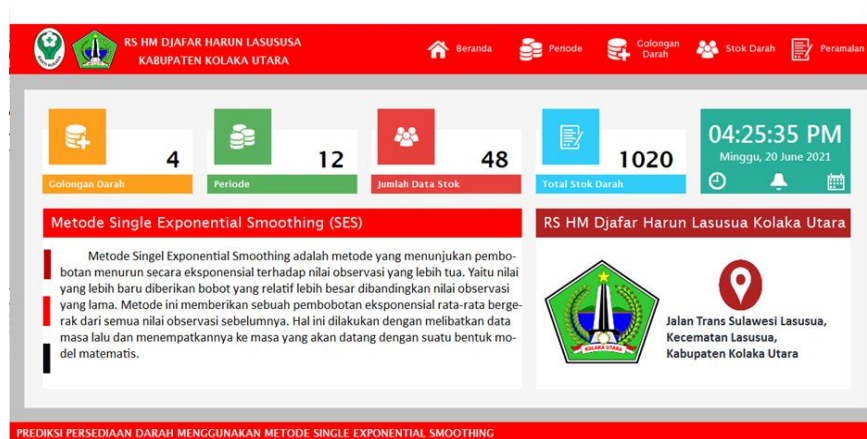 RS HM DJAFAR HARUN LASUSUSA
KABUPATEN KOLAKA UTARA
Beranda
Periode
Golongan
Darah
Stok Darah
Peramalan
4
Golongan Darah
12
Periode
48
Jumlah Data Stok
1020
Total Stok Darah
04:25:35 PM
Minggu, 20 June 2021
Metode Single Exponential Smoothing (SES)
Metode Singel Exponential Smoothing adalah metode yang menunjukan pembo-
botan menurun secara eksponensial terhadap nilai observasi yang lebih tua. Yaitu nilai
yang lebih baru diberikan bobot yang relatif lebih besar dibandingkan nilai observasi
yang lama. Metode ini memberikan sebuah pembobotan eksponensial rata-rata berge-
rak dari semua nilai observasi sebelumnya. Hal ini dilakukan dengan melibatkan data
masa lalu dan menempatkannya ke masa yang akan datang dengan suatu bentuk mo-
del matematis.
RS HM Djafar Harun Lasusua Kolaka Utara
KOLAKA UTARA
Jalan Trans Sulawesi Lasusua,
Kecematan Lasusua,
Kabupaten Kolaka Utara
PREDIKSI PERSEDIAAN DARAH MENGGUNAKAN METODE SINGLE EXPONENTIAL SMOOTHING